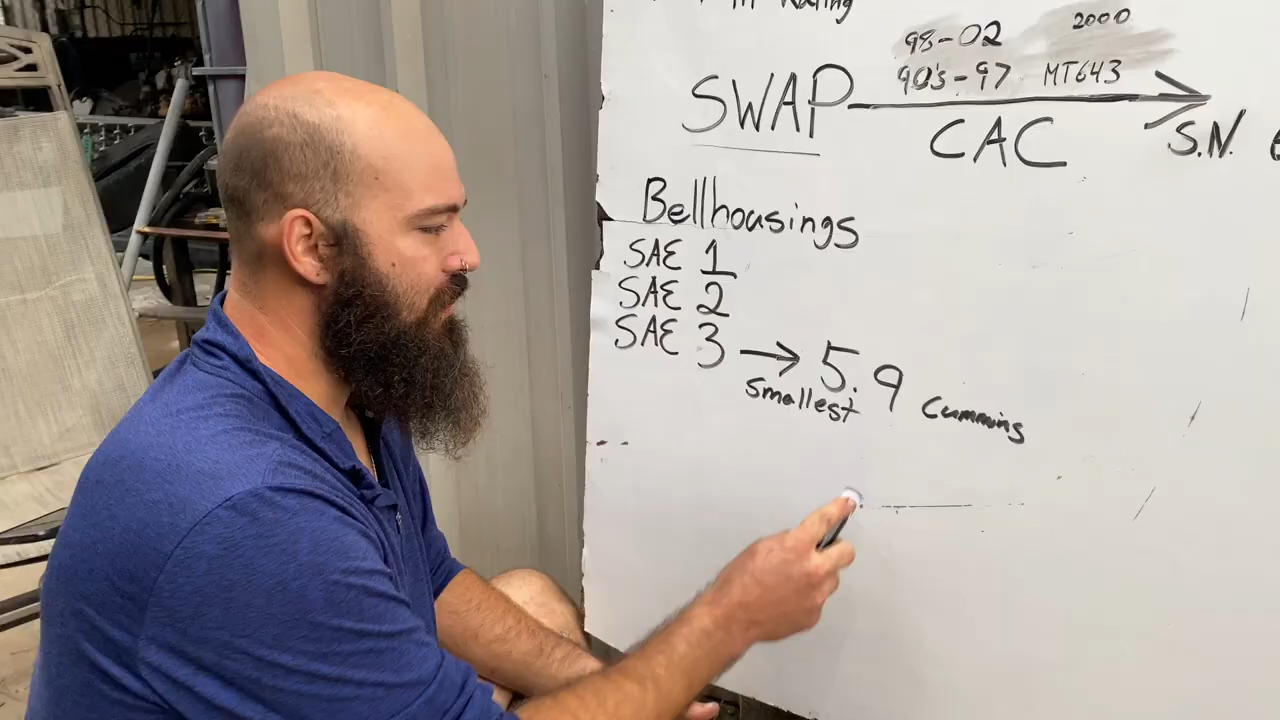 Rating
98-02 2000
90's-97 MT643
SWAP
CAC
S.N.
Bellhousings
SAE 1
SAE 2
SAE 3 → 5.9 Cummins
Smallest